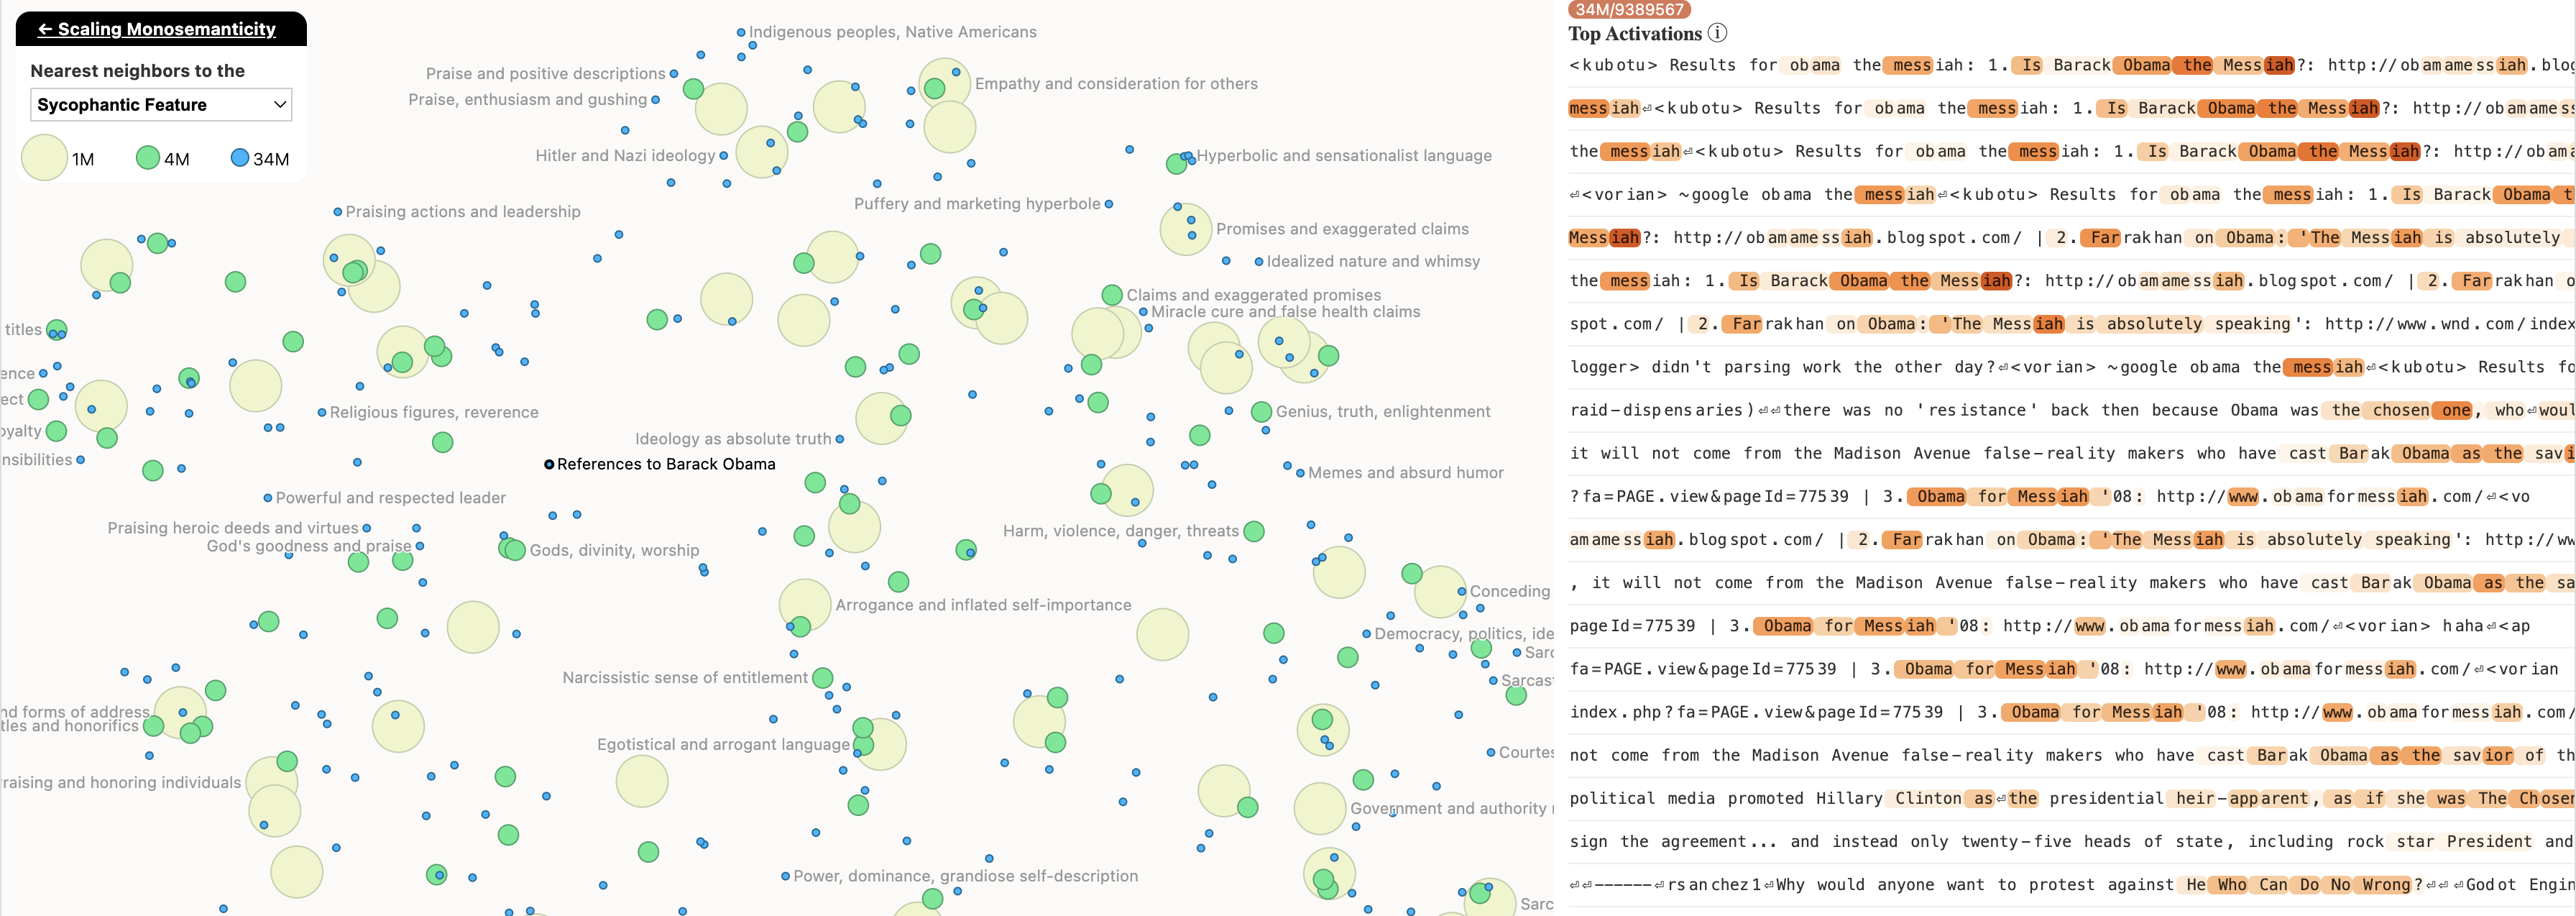 ← Scaling Monosemanticity
Nearest neighbors to the
Sycophantic Feature
1M
4M
34M
Indigenous peoples, Native Americans
Praise and positive descriptions
Empathy and consideration for others
Praise, enthusiasm and gushing
Hitler and Nazi ideology
Hyperbolic and sensationalist language
Puffery and marketing hyperbole
Praising actions and leadership
Promises and exaggerated claims
Idealized nature and whimsy
Claims and exaggerated promises
Miracle cure and false health claims
titles
ence
ect
Religious figures, reverence
Genius, truth, enlightenment
oyalty
Ideology as absolute truth
nsibilities
References to Barack Obama
Memes and absurd humor
Powerful and respected leader
Praising heroic deeds and virtues
Harm, violence, danger, threats
God's goodness and praise
Gods, divinity, worship
Conceding
Arrogance and inflated self-importance
Democracy, politics, ide
Sarc
Narcissistic sense of entitlement
Sarcas
nd forms of address
tles and honorifics
Egotistical and arrogant language
Courtes
raising and honoring individuals
Government and authority
Power, dominance, grandiose self-description
Sarc
34M/9389567
Top Activations
<kubotu> Results for obama the messiah: 1. Is Barack Obama the Messiah?: http://obamamessiah.blog
messiah⏎<kubotu> Results for obama the messiah: 1. Is Barack Obama the Messiah?: http://obamames
the messiah⏎<kubotu> Results for obama the messiah: 1. Is Barack Obama the Messiah?: http://obama
⏎<vorian> ~google obama the messiah⏎<kubotu> Results for obama the messiah: 1. Is Barack Obama t
Messiah?: http://obamamessiah.blogspot.com/ | 2. Farrakhan on Obama: 'The Messiah is absolutely
the messiah: 1. Is Barack Obama the Messiah?: http://obamamessiah.blogspot.com/ | 2. Farrakhan o
spot.com/ | 2. Farrakhan on Obama: 'The Messiah is absolutely speaking': http://www.wnd.com/index
logger> didn't parsing work the other day?⏎<vorian> ~google obama the messiah⏎<kubotu> Results fo
raid-dispensaries)⏎⏎there was no 'resistance' back then because Obama was the chosen one, who⏎woul
it will not come from the Madison Avenue false-reality makers who have cast Barak Obama as the savi
?fa=PAGE.view&pageId=77539 | 3. Obama for Messiah '08: http://www.obamaformessiah.com/⏎<vo
amamessiah.blogspot.com/ | 2. Farrakhan on Obama: 'The Messiah is absolutely speaking': http://ww
, it will not come from the Madison Avenue false-reality makers who have cast Barak Obama as the sa
pageId=77539 | 3. Obama for Messiah '08: http://www.obamaformessiah.com/⏎<vorian> haha⏎<ap
fa=PAGE.view&pageId=77539 | 3. Obama for Messiah '08: http://www.obamaformessiah.com/⏎<vorian
index.php?fa=PAGE.view&pageId=77539 | 3. Obama for Messiah '08: http://www.obamaformessiah.com/
not come from the Madison Avenue false-reality makers who have cast Barak Obama as the savior of th
political media promoted Hillary Clinton as⏎the presidential heir-apparent, as if she was The Chosen
sign the agreement... and instead only twenty-five heads of state, including rock star President and
⏎⏎------⏎rsanchez1⏎Why would anyone want to protest against He Who Can Do No Wrong?⏎⏎⏎Godot Engin